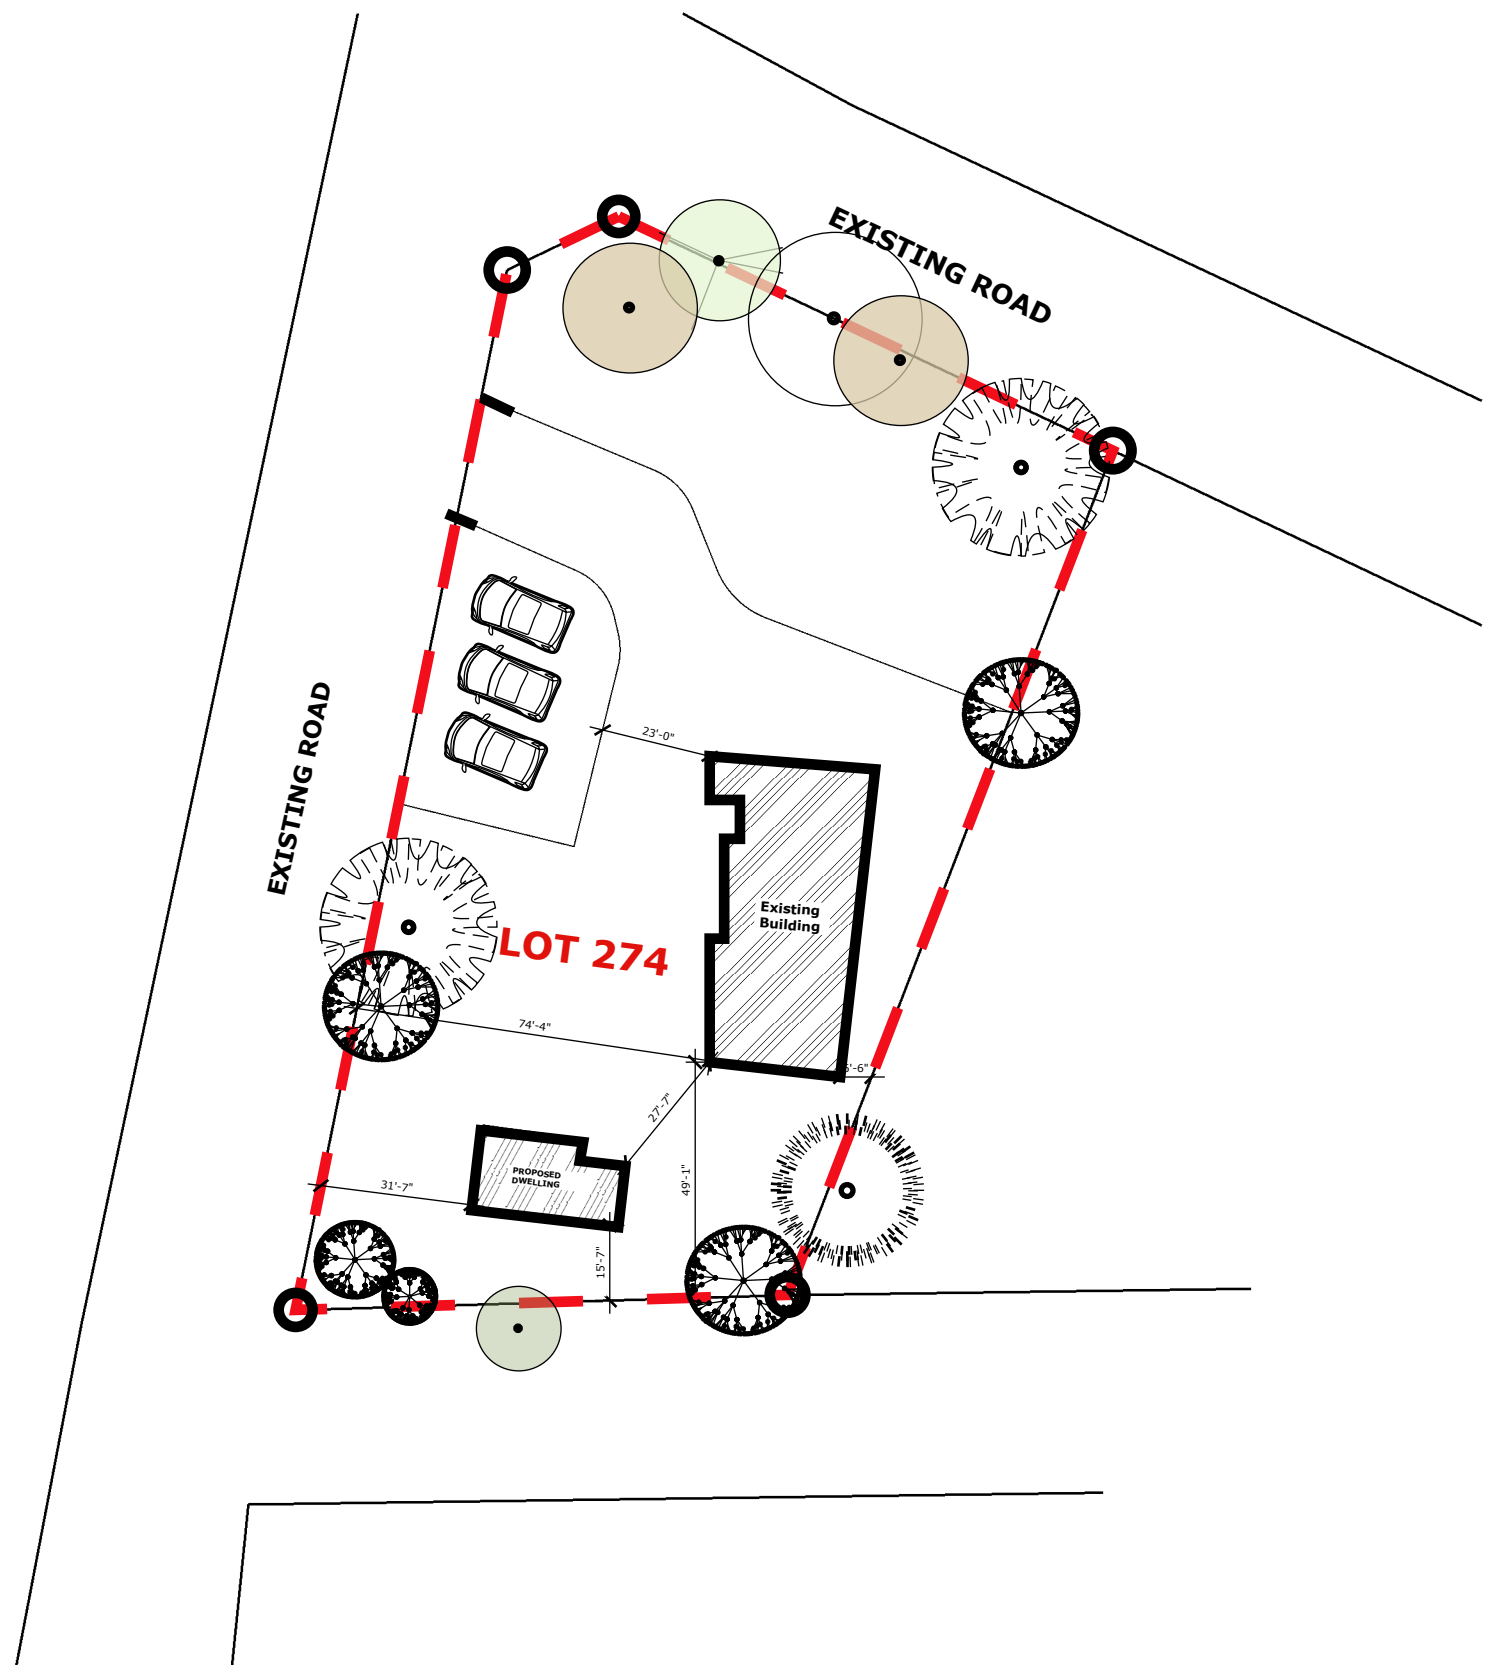 EXISTING ROAD
EXISTING ROAD
23'-0"
Existing
Building
LOT 274
74'-4"
27'-7"
PROPOSED
DWELLING
49'-1"
31'-7"
15'-7"